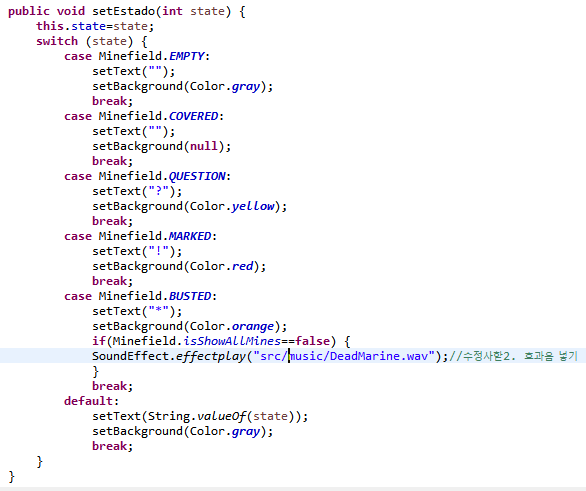 public void setEstado(int state) {
    this.state=state;
    switch (state) {
        case Minefield.EMPTY:
            setText("");
            setBackground(Color.gray);
            break;
        case Minefield.COVERED:
            setText("");
            setBackground(null);
            break;
        case Minefield.QUESTION:
            setText("?");
            setBackground(Color.yellow);
            break;
        case Minefield.MARKED:
            setText("!");
            setBackground(Color.red);
            break;
        case Minefield.BUSTED:
            setText("*");
            setBackground(Color.orange);
            if(Minefield.isShowAllMines==false) {
            SoundEffect.effectplay("src/music/DeadMarine.wav");//수정사환2. 효과음 넣기
            }
            break;
        default:
            setText(String.valueOf(state));
            setBackground(Color.gray);
            break;
    }
}